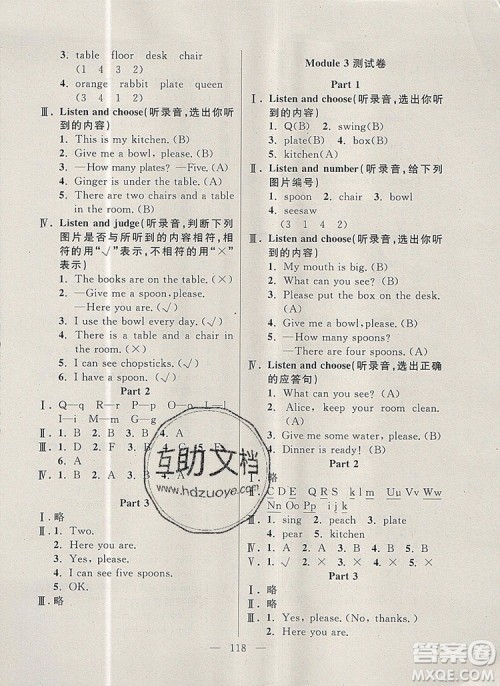 3. table floor desk chair
(1 4 3 2)
4. orange rabbit plate queen
(3 1 4 2)
Ⅲ. Listen and choose(听录音,选出你听
到的内容)
1. This is my kitchen. (B)
2. Give me a bowl, please. (B)
3. —How many plates? —Five. (A)
4. Ginger is under the table. (A)
5. There are two chairs and a table
in the room. (B)
Ⅳ. Listen and judge(听录音,判断下列
图片是否与所听到的内容相符,相
符的用“√”表示,不相符的用“×”
表示)
1. The books are on the table. (×)
2. —Give me a spoon, please.
—Here you are. (√)
3. I use the bowl every day. (√)
4. There is a table and a chair in
the room. (×)
5. I can see chopsticks. (√)
6. I have a spoon. (√)
Part 2
Ⅰ. Q—q R—r P—p O—o L—l
I—i M—m N—n J—j G—g
Ⅱ. 1. B 2. A 3. B 4. B 5. A
6. A
Ⅳ. 1. A 2. A 3. B 4. A 5.
Part 3
Ⅰ. 略
Ⅱ. 1. Two.
2. Here you are.
3. Yes, please.
4. I can see five spoons.
5. OK.
Ⅲ. 略
Module 3 测试卷
Part 1
Ⅰ. Listen and choose(听录音,选出你听
到的内容)
1. Q(B) 2. swing(B)
3. plate(B) 4. box(B)
5. kitchen(A)
Ⅱ. Listen and number(听录音,给下列
图片编号)
1. spoon 2. chair 3. bowl
4. seesaw
(3 1 4 2)
Ⅲ. Listen and choose(听录音,选出你听
到的内容)
1. My mouth is big. (B)
2. What can you see? (A)
3. Please put the box on the desk.
(A)
4. Here you are. (B)
5. —How many spoons?
—There are four spoons. (A)
Ⅳ. Listen and choose(听录音,选出正确
的应答句)
1. What can you see? (B)
2. Alice, keep your room clean.
(A)
3. Give me some water, please. (B)
4. Dinner is ready! (B)
Part 2
Ⅰ. 略
Ⅱ. CDE QRS klm UuVvWw
NnOoPp ijk
Ⅲ. 1. sing 2. peach 3. panda
4. board 5. plate
Ⅳ. 1. A 2. A 3. A 4. B 5. A
Ⅴ. 1. √ 2. × 3. × 4. √ 5. ×
Part 3
Ⅰ. 略
Ⅱ. 略
Ⅲ. 1. Yes, please. (No, thanks.)
2. Here you are.
118
互助文档
www.hdzuoye.com
作业精灵